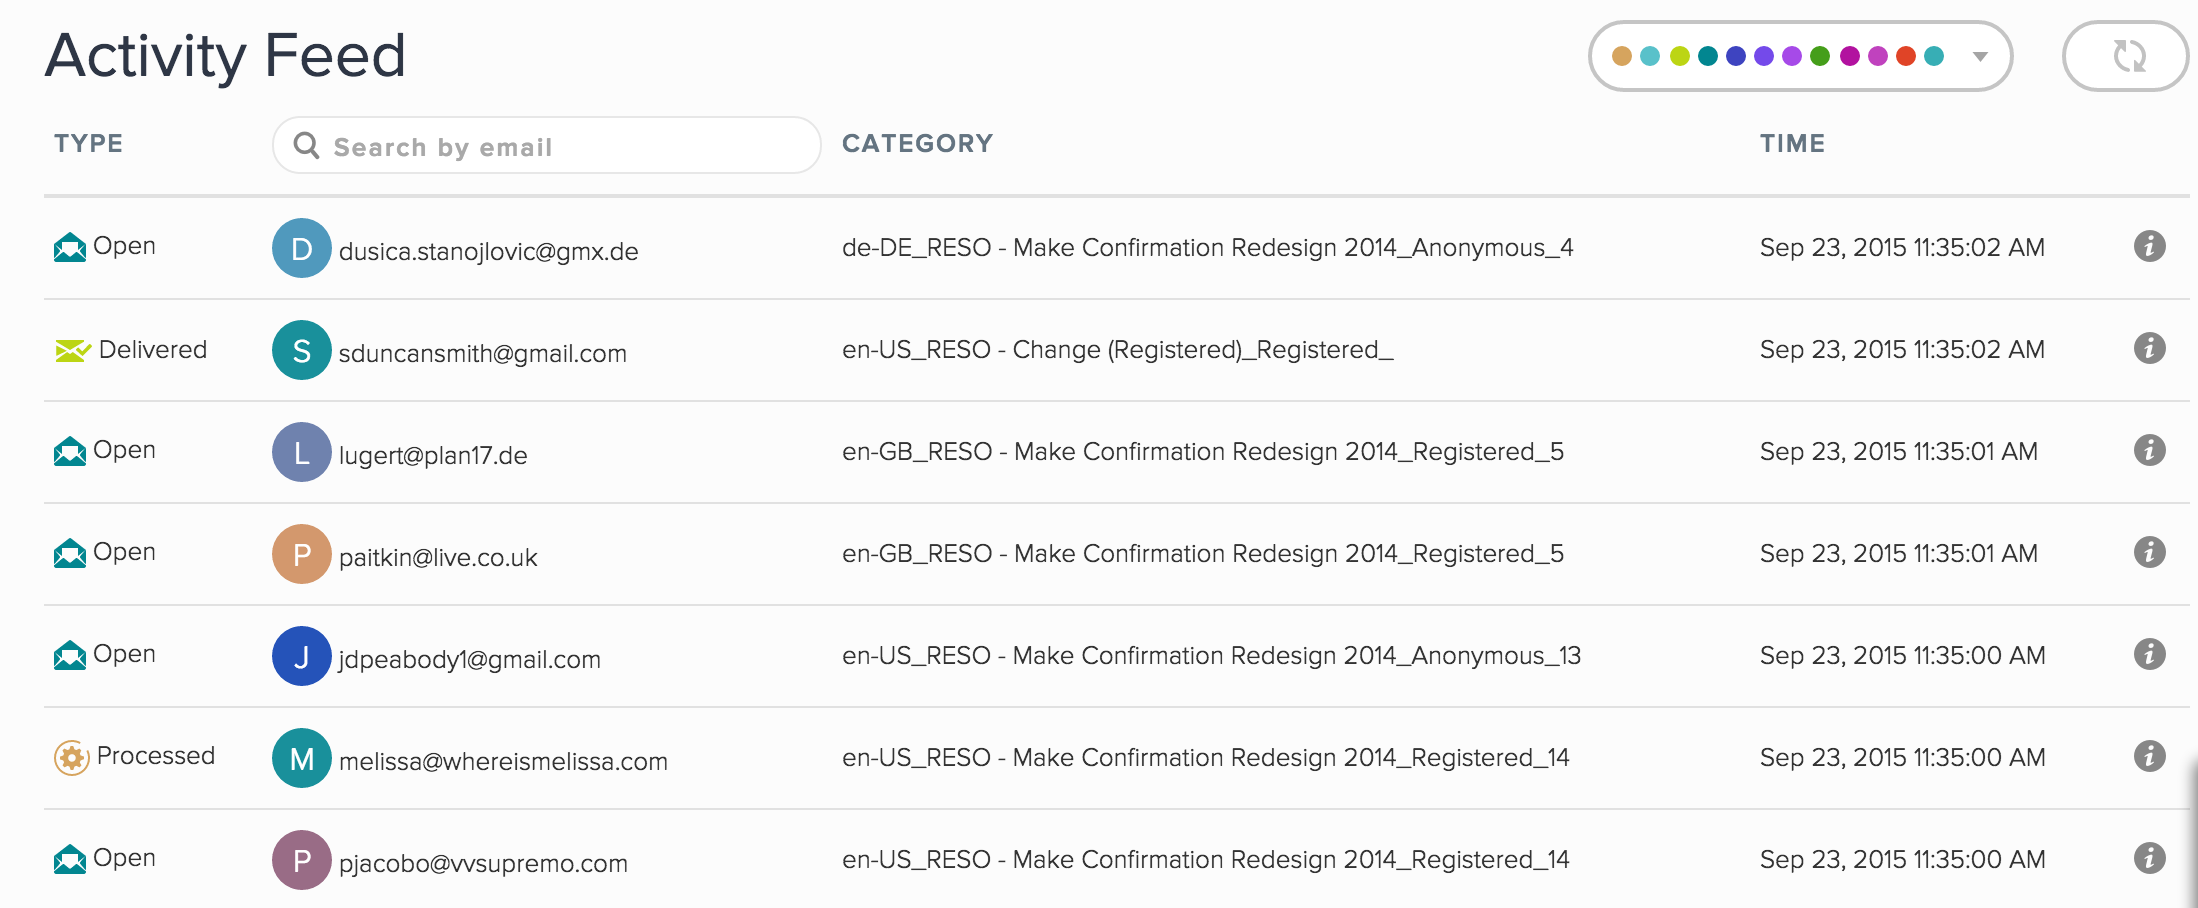 Activity Feed
TYPE Search by email CATEGORY TIME
Open D dusica.stanojlovic@gmx.de de-DE_RESO - Make Confirmation Redesign 2014_Anonymous_4 Sep 23, 2015 11:35:02 AM i
Delivered S sduncansmith@gmail.com en-US_RESO - Change (Registered)_Registered_ Sep 23, 2015 11:35:02 AM i
Open L lugert@plan17.de en-GB_RESO - Make Confirmation Redesign 2014_Registered_5 Sep 23, 2015 11:35:01 AM i
Open P paitkin@live.co.uk en-GB_RESO - Make Confirmation Redesign 2014_Registered_5 Sep 23, 2015 11:35:01 AM i
Open J jdpeabody1@gmail.com en-US_RESO - Make Confirmation Redesign 2014_Anonymous_13 Sep 23, 2015 11:35:00 AM i
Processed M melissa@whereismelissa.com en-US_RESO - Make Confirmation Redesign 2014_Registered_14 Sep 23, 2015 11:35:00 AM i
Open P pjacobo@vvsupremo.com en-US_RESO - Make Confirmation Redesign 2014_Registered_14 Sep 23, 2015 11:35:00 AM i